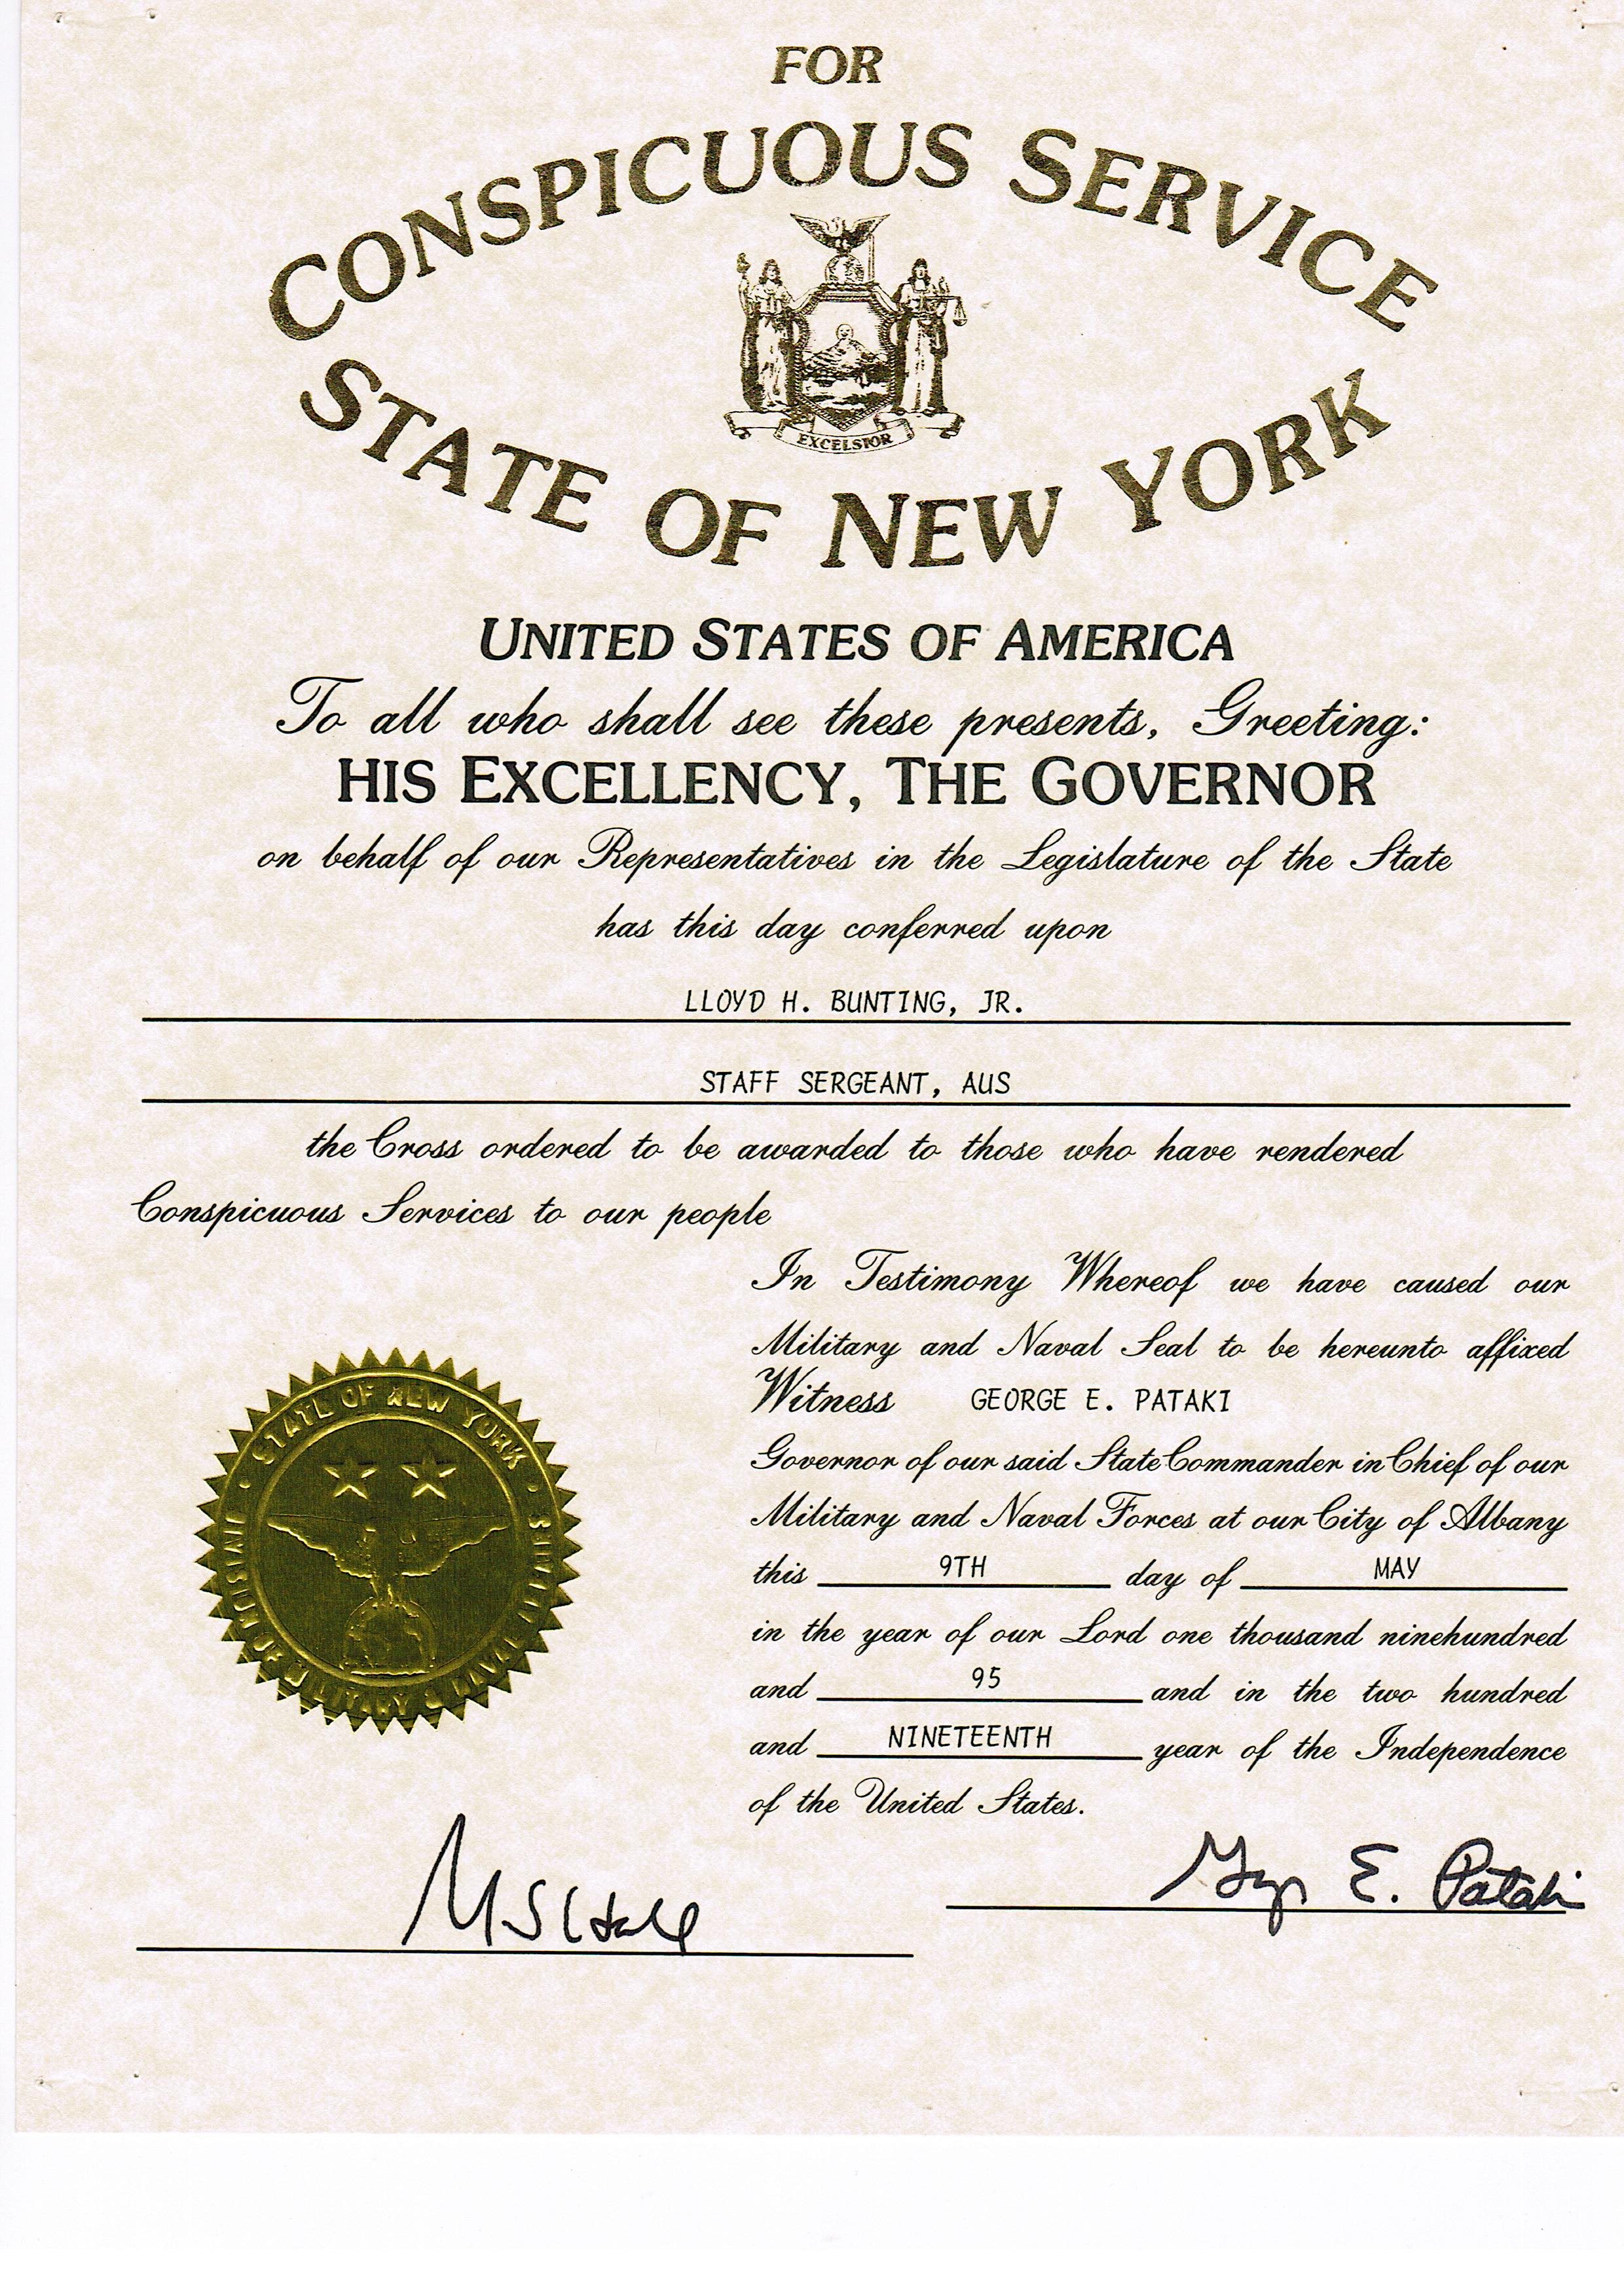 FOR
CONSPICUOUS SERVICE
EXCELSIOR
STATE OF NEW YORK
UNITED STATES OF AMERICA
To all who shall see these presents, Greeting:
HIS EXCELLENCY, THE GOVERNOR
on behalf of our Representatives in the Legislature of the State
has this day conferred upon
LLOYD H. BUNTING, JR.
STAFF SERGEANT, AUS
the Cross ordered to be awarded to those who have rendered
Conspicuous Services to our people
In Testimony Whereof we have caused our
Military and Naval Seal to be hereunto affixed
Witness GEORGE E. PATAKI
Governor of our said State Commander in Chief of our
Military and Naval Forces at our City of Albany
this 9TH day of MAY
in the year of our Lord one thousand ninehundred
and 95 and in the two hundred
and NINETEENTH year of the Independence
of the United States.
STATE OF NEW YORK
George E. Pataki